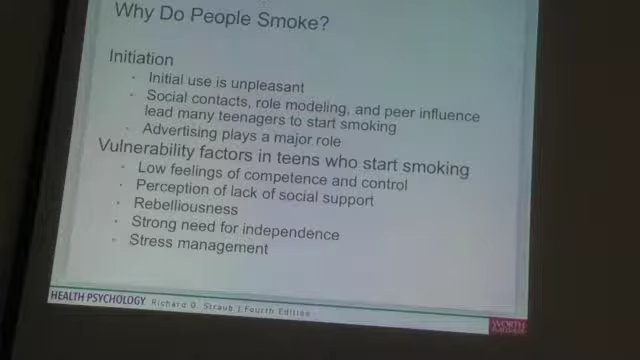 Why Do People Smoke?
Initiation
· Initial use is unpleasant
· Social contacts, role modeling, and peer influence
lead many teenagers to start smoking
· Advertising plays a major role
Vulnerability factors in teens who start smoking
· Low feelings of competence and control
· Perception of lack of social support
· Rebelliousness
· Strong need for independence
· Stress management
HEALTH PSYCHOLOGY Richard O. Straub | Fourth Edition
WORTH